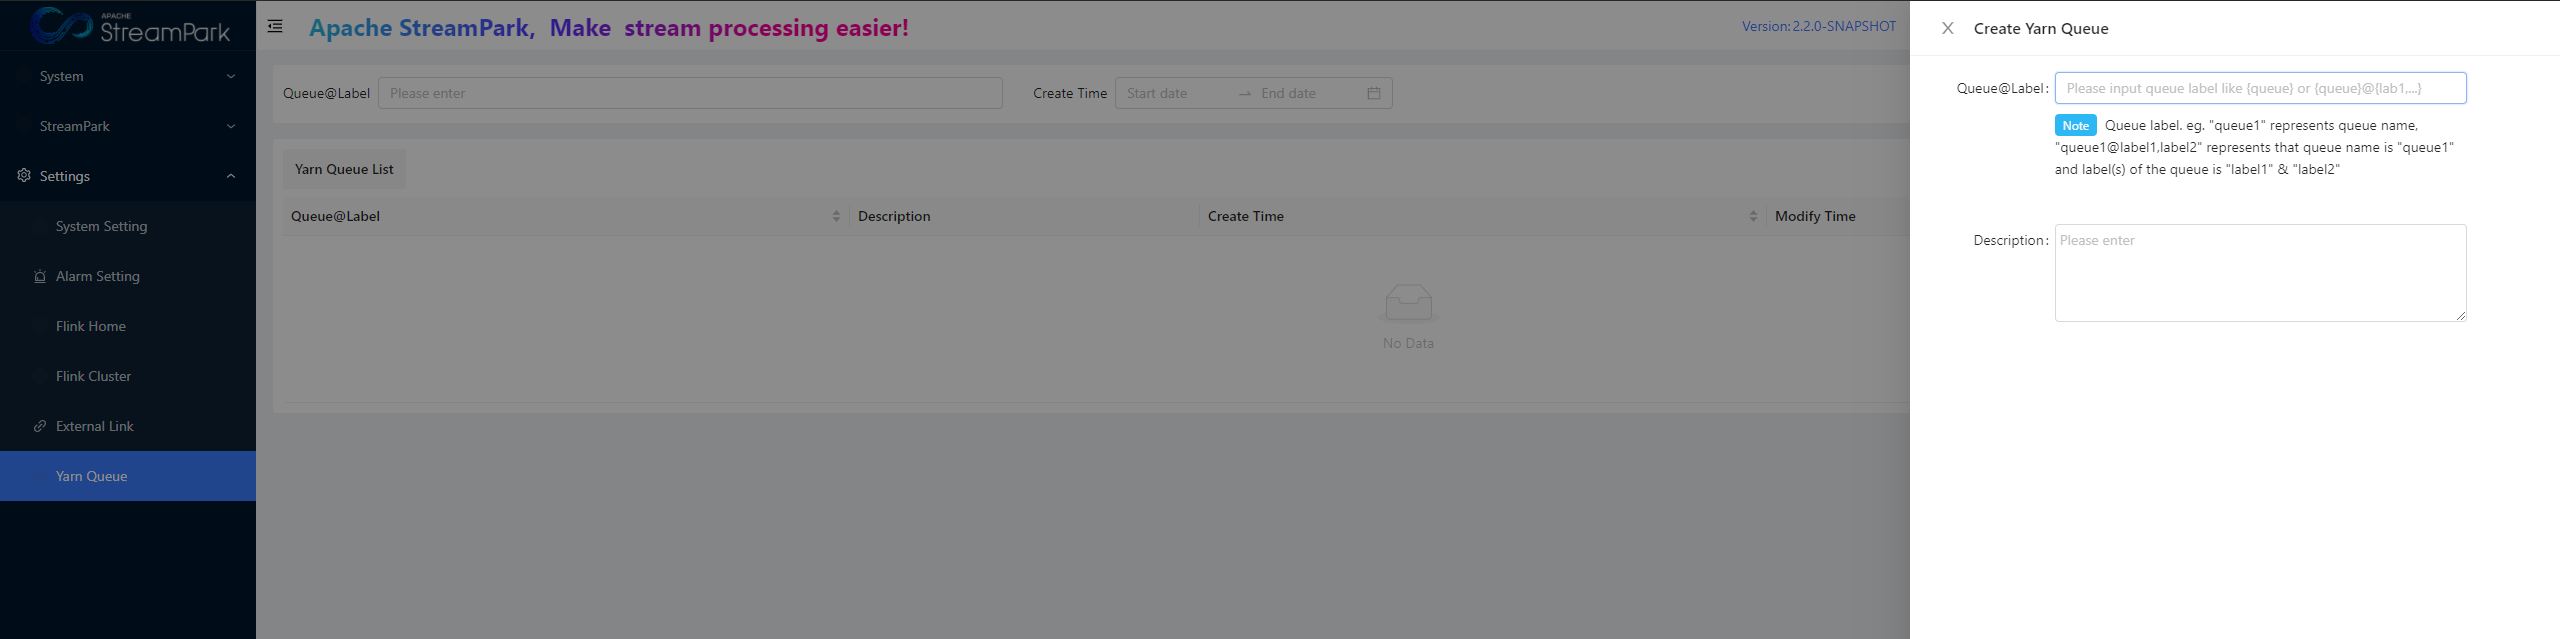 APACHE
StreamPark
System
StreamPark
Settings
System Setting
Alarm Setting
Flink Home
Flink Cluster
External Link
Yarn Queue
Apache StreamPark, Make stream processing easier!
Version: 2.2.0-SNAPSHOT
Queue@Label Please enter Create Time Start date End date
Yarn Queue List
Queue@Label Description Create Time Modify Time
No Data
Create Yarn Queue
Queue@Label: Please input queue label like {queue} or {queue}@{lab1,...}
Note Queue label. eg. "queue1" represents queue name,
"queue1@label1,label2" represents that queue name is "queue1"
and label(s) of the queue is "label1" & "label2"
Description: Please enter